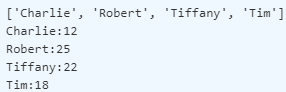 ['Charlie', 'Robert', 'Tiffany', 'Tim']
Charlie:12
Robert:25
Tiffany:22
Tim:18